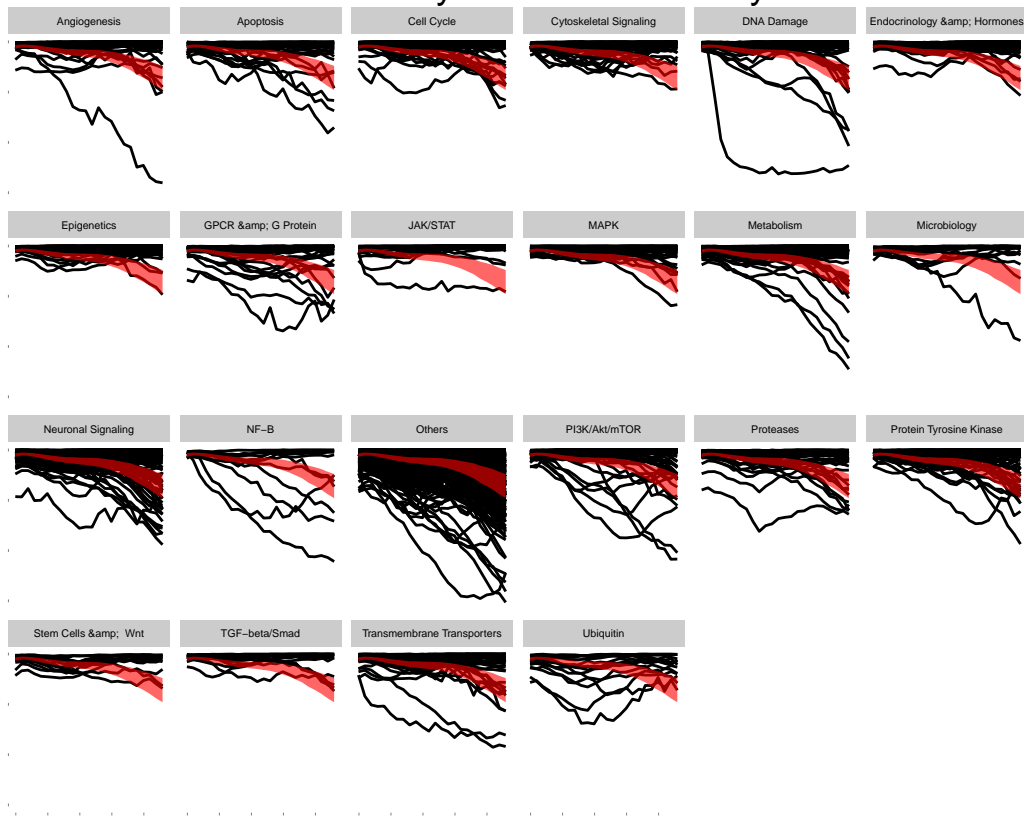 Angiogenesis
Apoptosis
Cell Cycle
Cytoskeletal Signaling
DNA Damage
Endocrinology &amp; Hormones
Epigenetics
GPCR &amp; G Protein
JAK/STAT
MAPK
Metabolism
Microbiology
Neuronal Signaling
NF−B
Others
PI3K/Akt/mTOR
Proteases
Protein Tyrosine Kinase
Stem Cells &amp;  Wnt
TGF−beta/Smad
Transmembrane Transporters
Ubiquitin